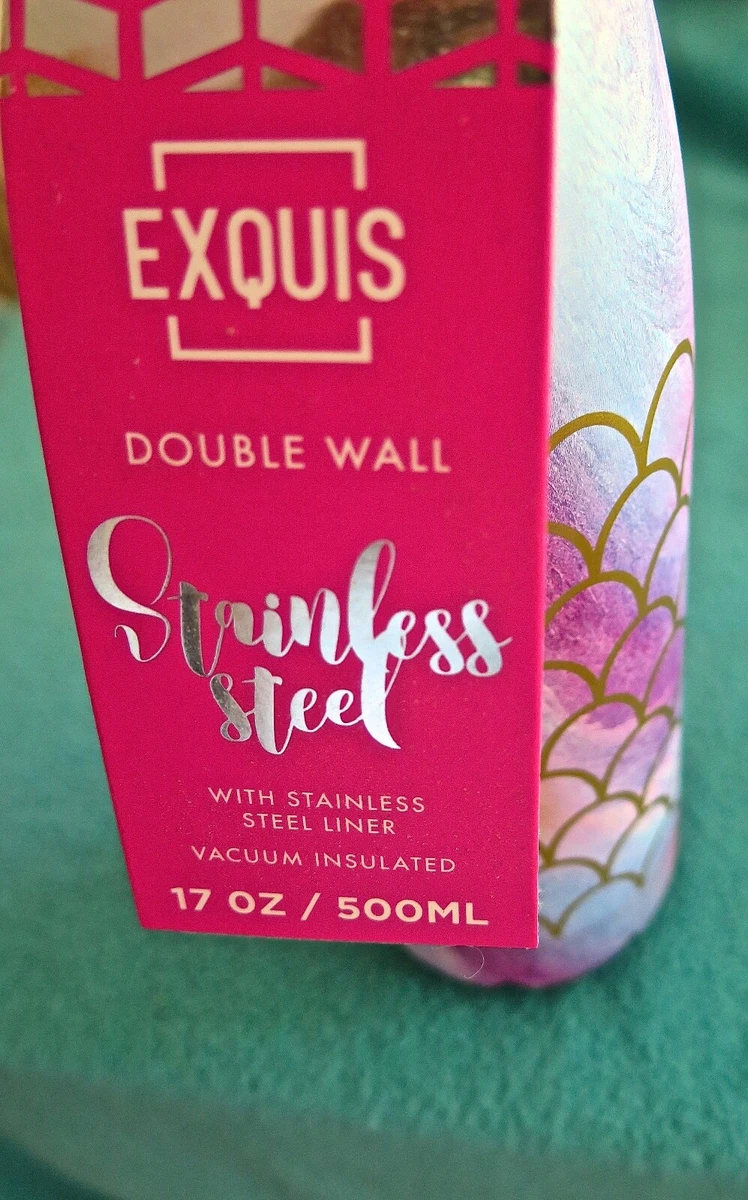 EXQUIS
DOUBLE WALL
Stainless
steel
WITH STAINLESS
STEEL LINER
VACUUM INSULATED
17 OZ / 500ML